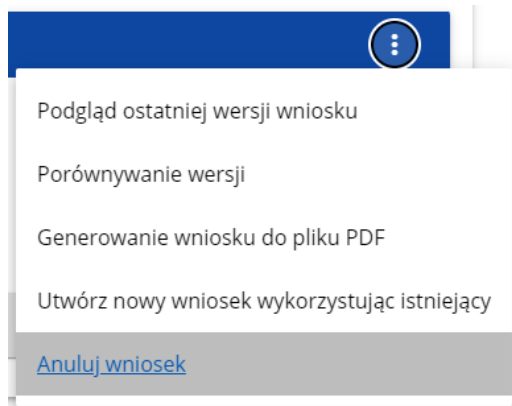 Podgląd ostatniej wersji wniosku
Porównywanie wersji
Generowanie wniosku do pliku PDF
Utwórz nowy wniosek wykorzystując istniejący
Anuluj wniosek